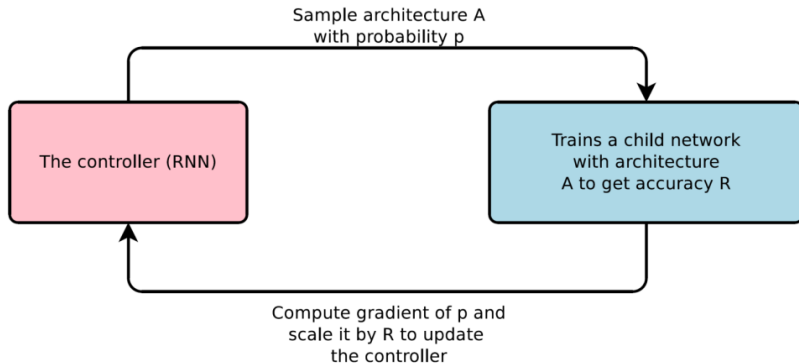 Sample architecture A
with probability p
The controller (RNN)
Trains a child network
with architecture
A to get accuracy R
Compute gradient of p and
scale it by R to update
the controller